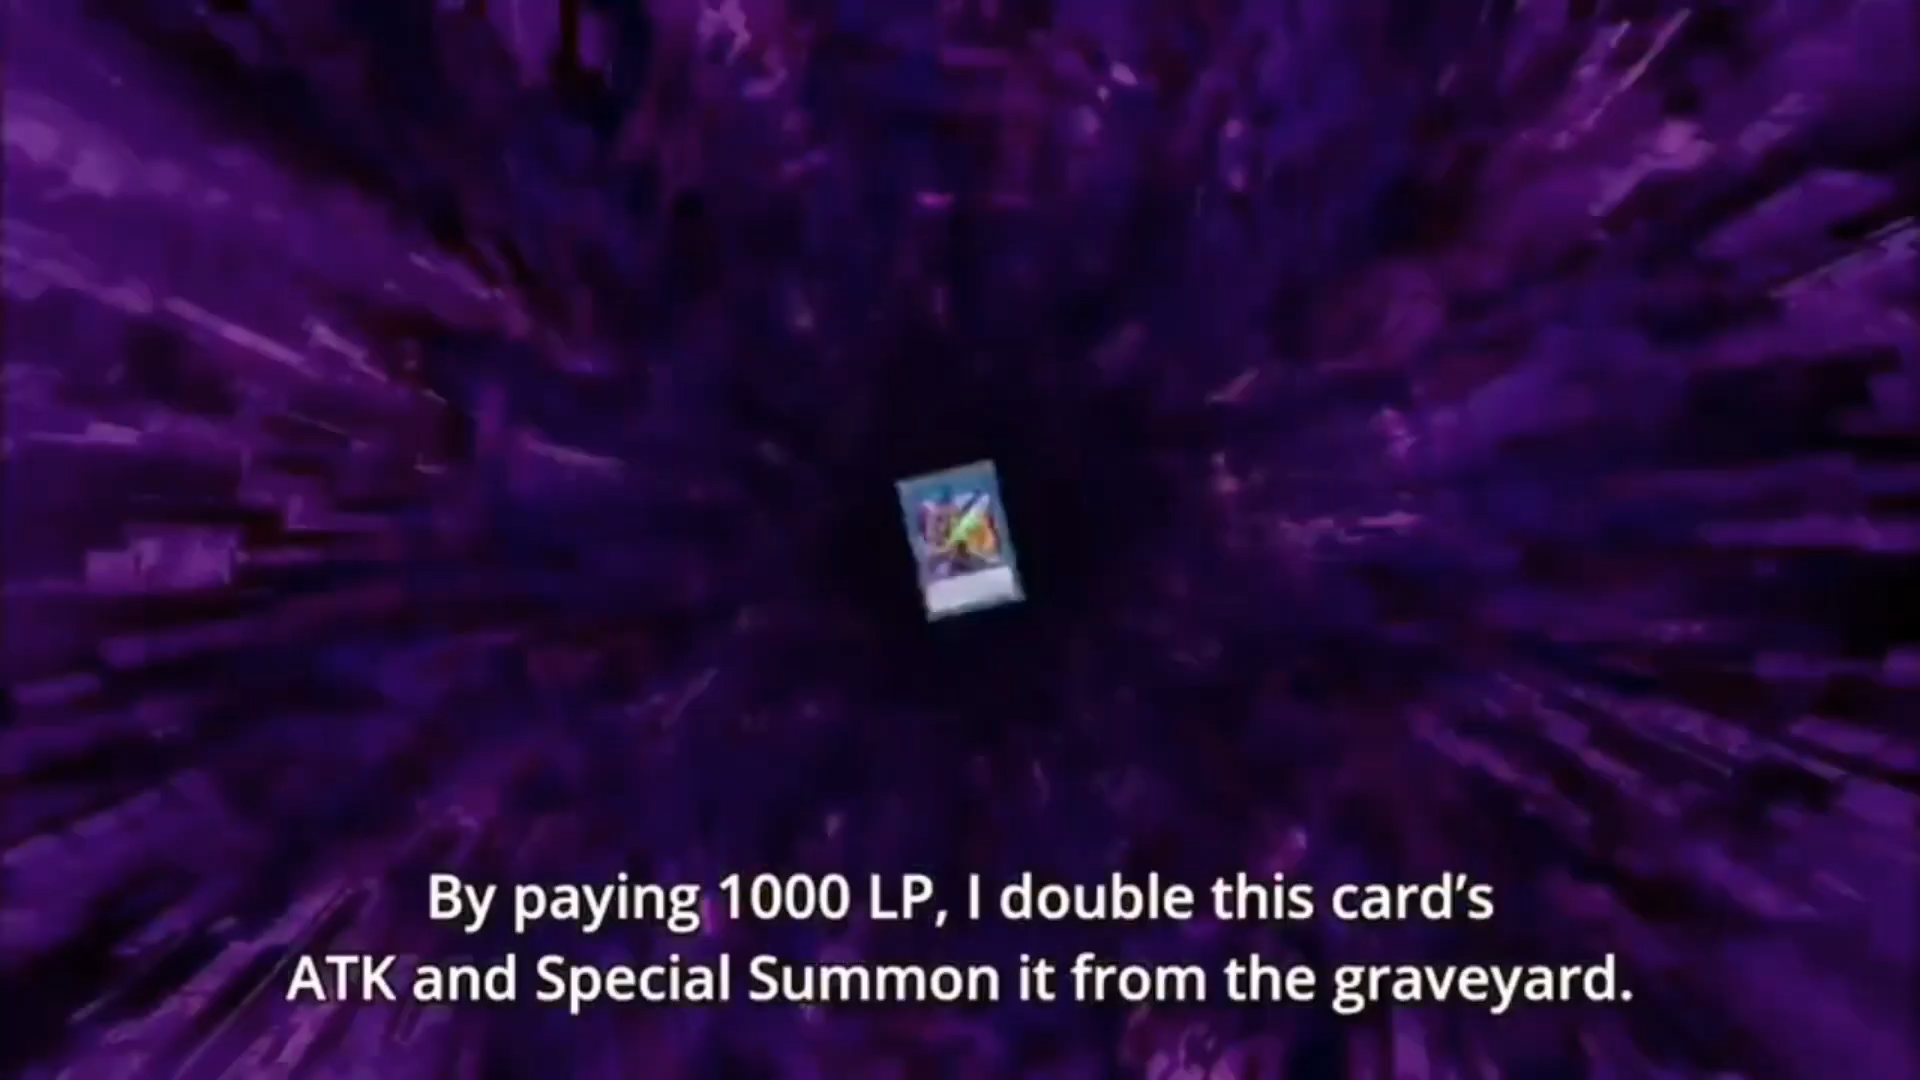 By paying 1000 LP, I double this card’s
ATK and Special Summon it from the graveyard.